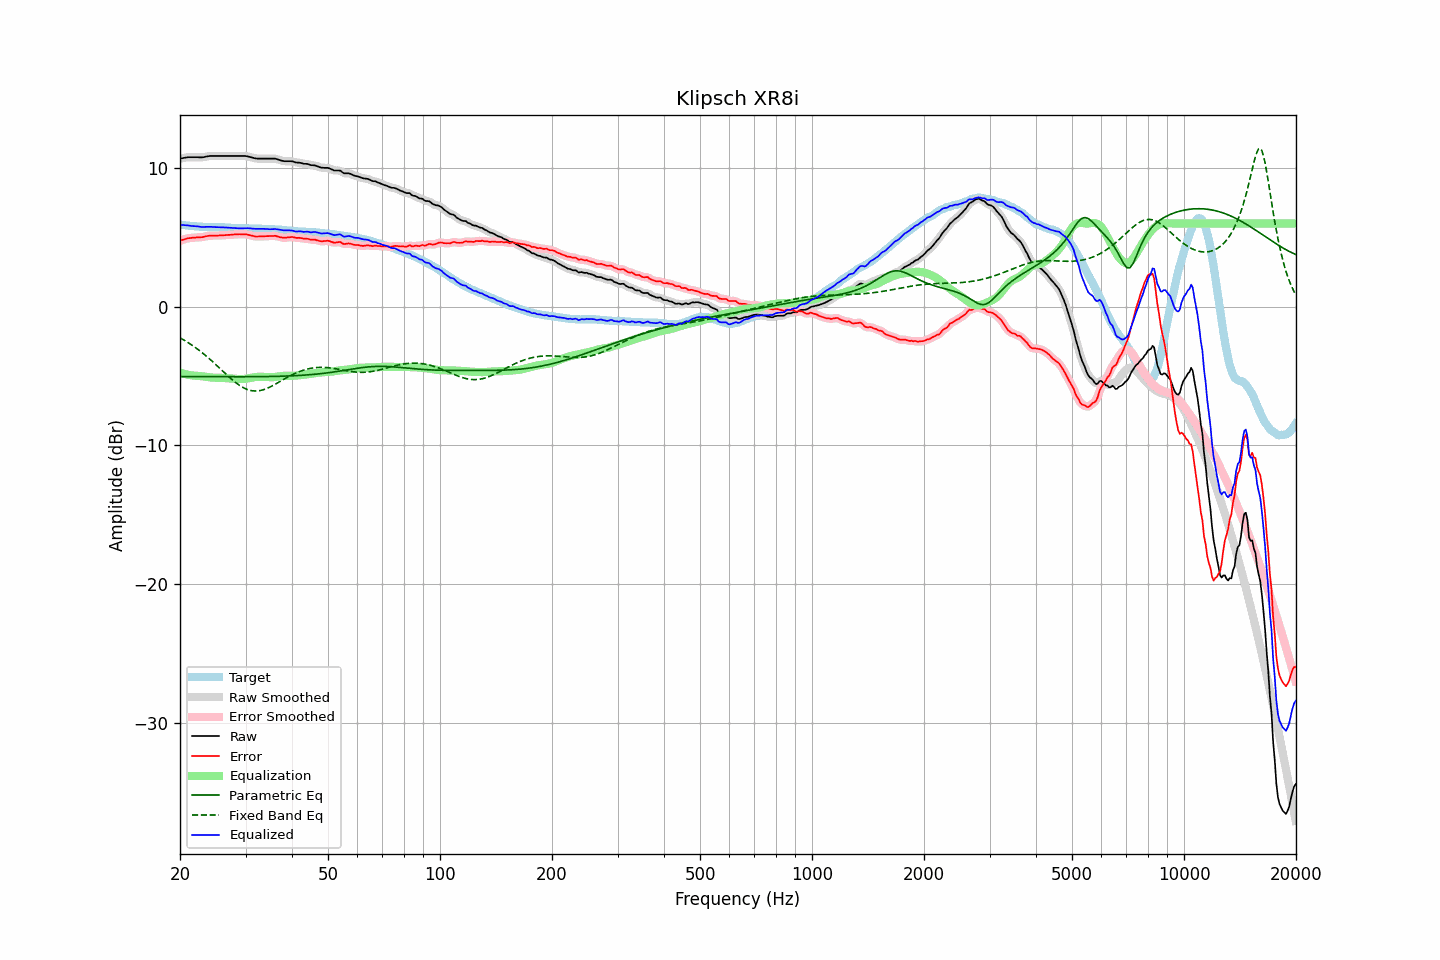 Klipsch XR8i
Amplitude (dBr)
10
0
−10
−20
−30
Target
Raw Smoothed
Error Smoothed
Raw
Error
Equalization
Parametric Eq
Fixed Band Eq
Equalized
20 50 100 200 500 1000 2000 5000 10000 20000
Frequency (Hz)